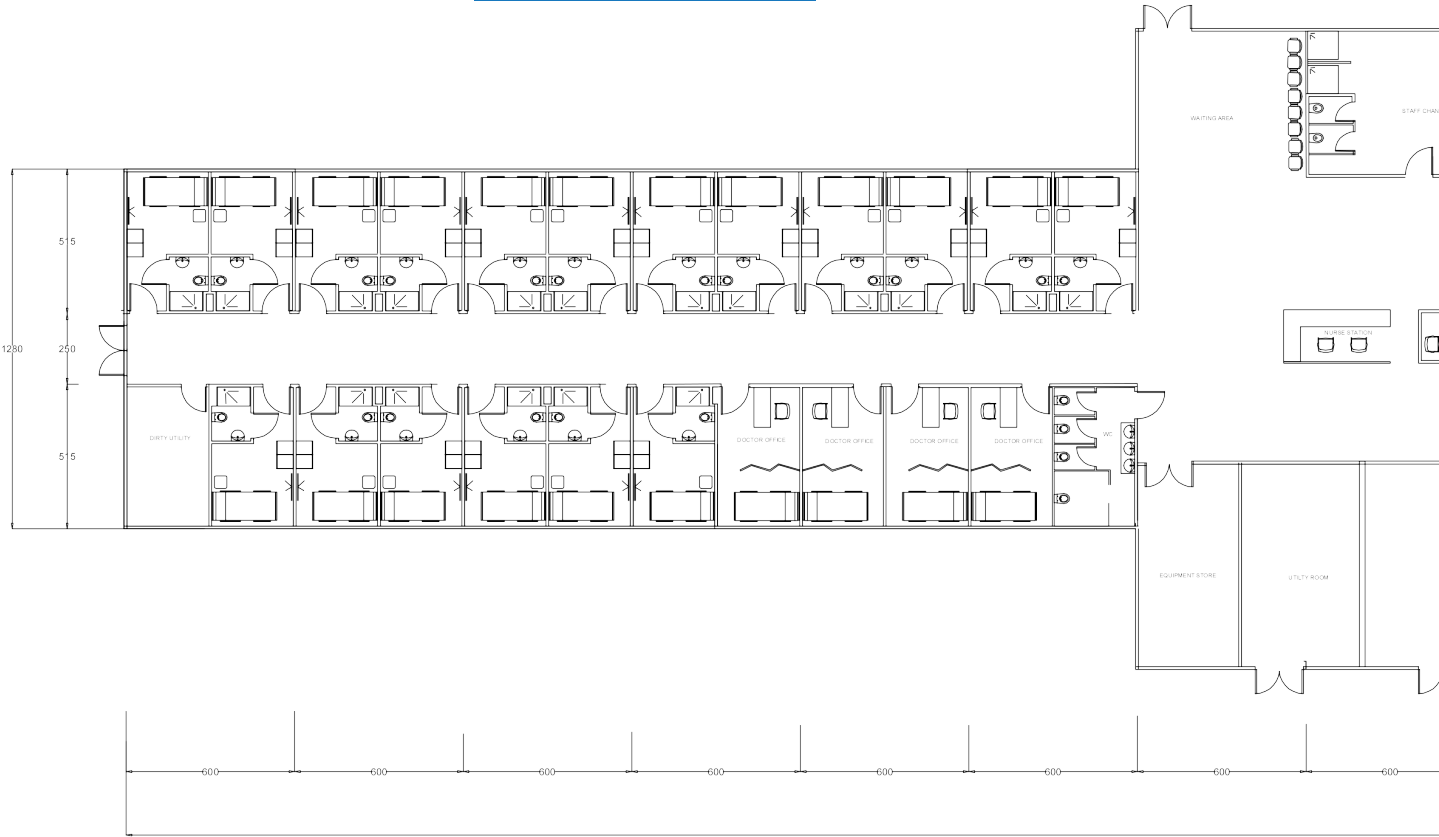 WAITING AREA
STAFF CHAN
515
1280
250
NURSE STATION
515
DIRTY UTILITY
DOCTOR OFFICE
DOCTOR OFFICE
DOCTOR OFFICE
DOCTOR OFFICE
WC
EQUIPMENT STORE
UTILTY ROOM
600
600
600
600
600
600
600
600